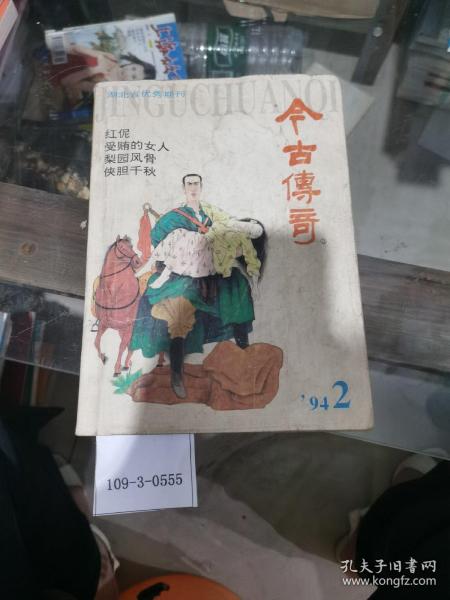 湖北省优秀期刊
JINGUCHUANQI
今古傳奇
红伲
受贿的女人
梨园风骨
侠胆千秋
'94 2
109-3-0555
孔夫子旧书网
www.kongfz.com